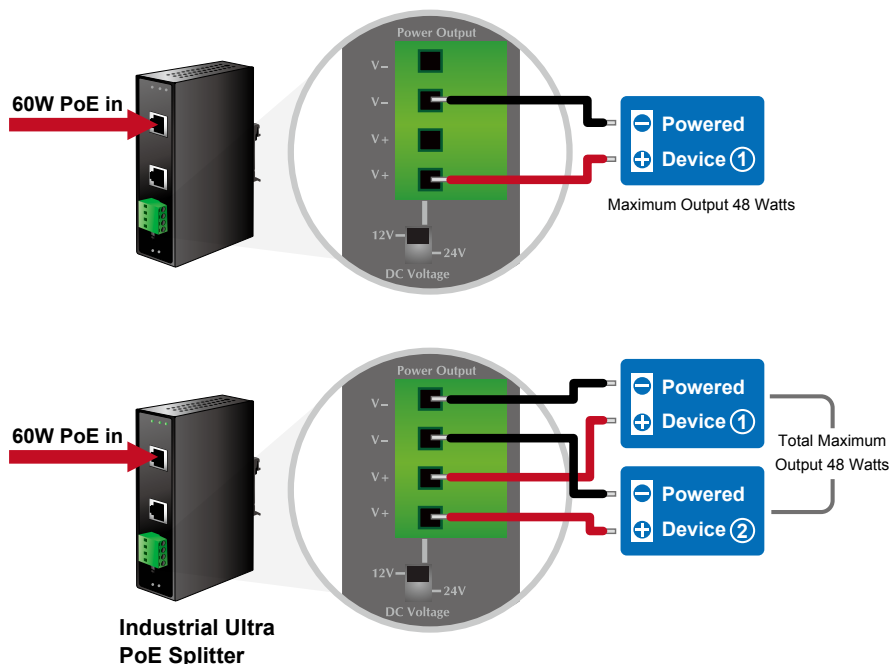 Power Output
V–
V–
V+
V+
60W PoE in
Powered
Device ①
Maximum Output 48 Watts
12V
24V
DC Voltage
Power Output
V–
V–
V+
V+
60W PoE in
Powered
Device ①
Total Maximum
Output 48 Watts
Powered
Device ②
12V
24V
DC Voltage
Industrial Ultra
PoE Splitter